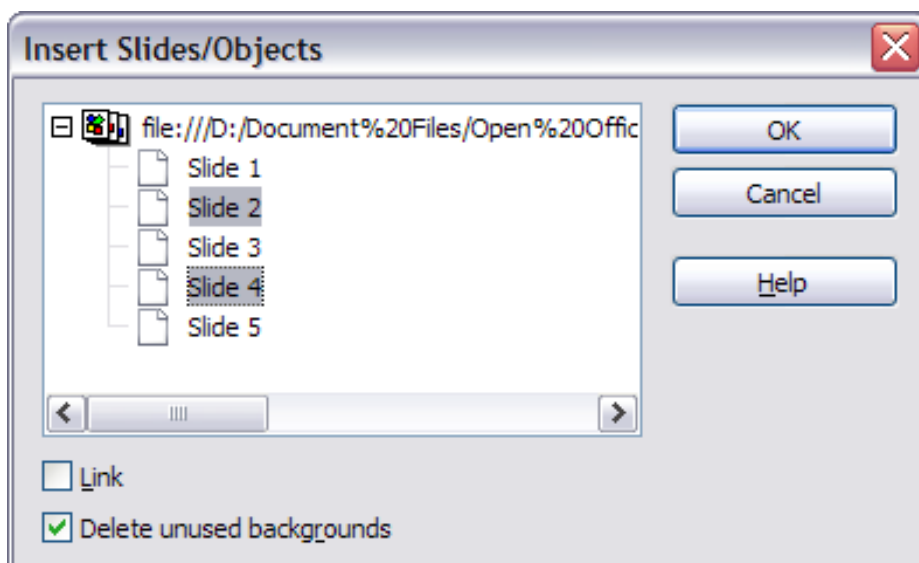 Insert Slides/Objects
file:///D:/Document%20Files/Open%20Offic
Slide 1
Slide 2
Slide 3
Slide 4
Slide 5
OK
Cancel
Help
Link
Delete unused backgrounds